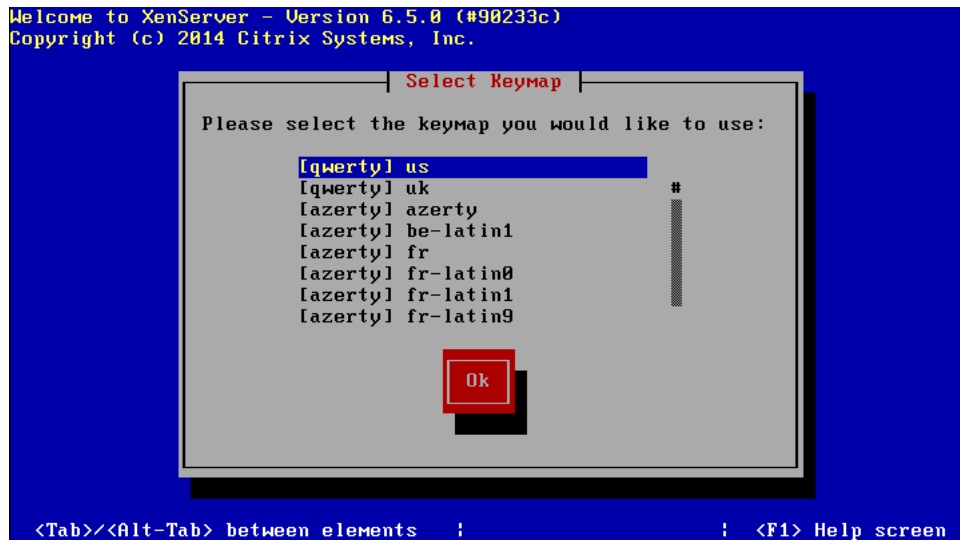 Welcome to XenServer - Version 6.5.0 (#90233c)
Copyright (c) 2014 Citrix Systems, Inc.
Select Keymap
Please select the keymap you would like to use:
[qwerty] us
[qwerty] uk #
[azerty] azerty
[azerty] be-latin1
[azerty] fr
[azerty] fr-latin0
[azerty] fr-latin1
[azerty] fr-latin9
Ok
<Tab>/<Alt-Tab> between elements ¦ ¦ <F1> Help screen